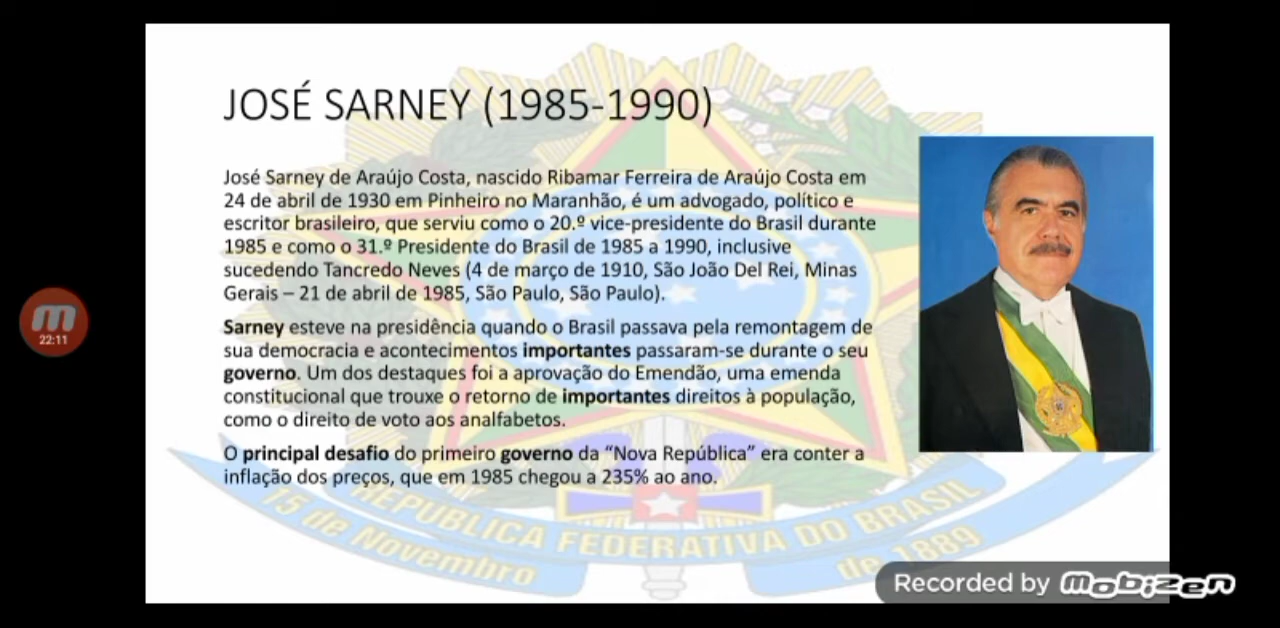 JOSÉ SARNEY (1985-1990)
José Sarney de Araújo Costa, nascido Ribamar Ferreira de Araújo Costa em
24 de abril de 1930 em Pinheiro no Maranhão, é um advogado, político e
escritor brasileiro, que serviu como o 20.º vice-presidente do Brasil durante
1985 e como o 31.º Presidente do Brasil de 1985 a 1990, inclusive
sucedendo Tancredo Neves (4 de março de 1910, São João Del Rei, Minas
Gerais – 21 de abril de 1985, São Paulo, São Paulo).
Sarney esteve na presidência quando o Brasil passava pela remontagem de
sua democracia e acontecimentos importantes passaram-se durante o seu
governo. Um dos destaques foi a aprovação do Emendão, uma emenda
constitucional que trouxe o retorno de importantes direitos à população,
como o direito de voto aos analfabetos.
O principal desafio do primeiro governo da “Nova República” era conter a
inflação dos preços, que em 1985 chegou a 235% ao ano.
REPUBLICA FEDERATIVA DO BRASIL
15 de Novembro
de 1889
m
22:11
Recorded by mobizen